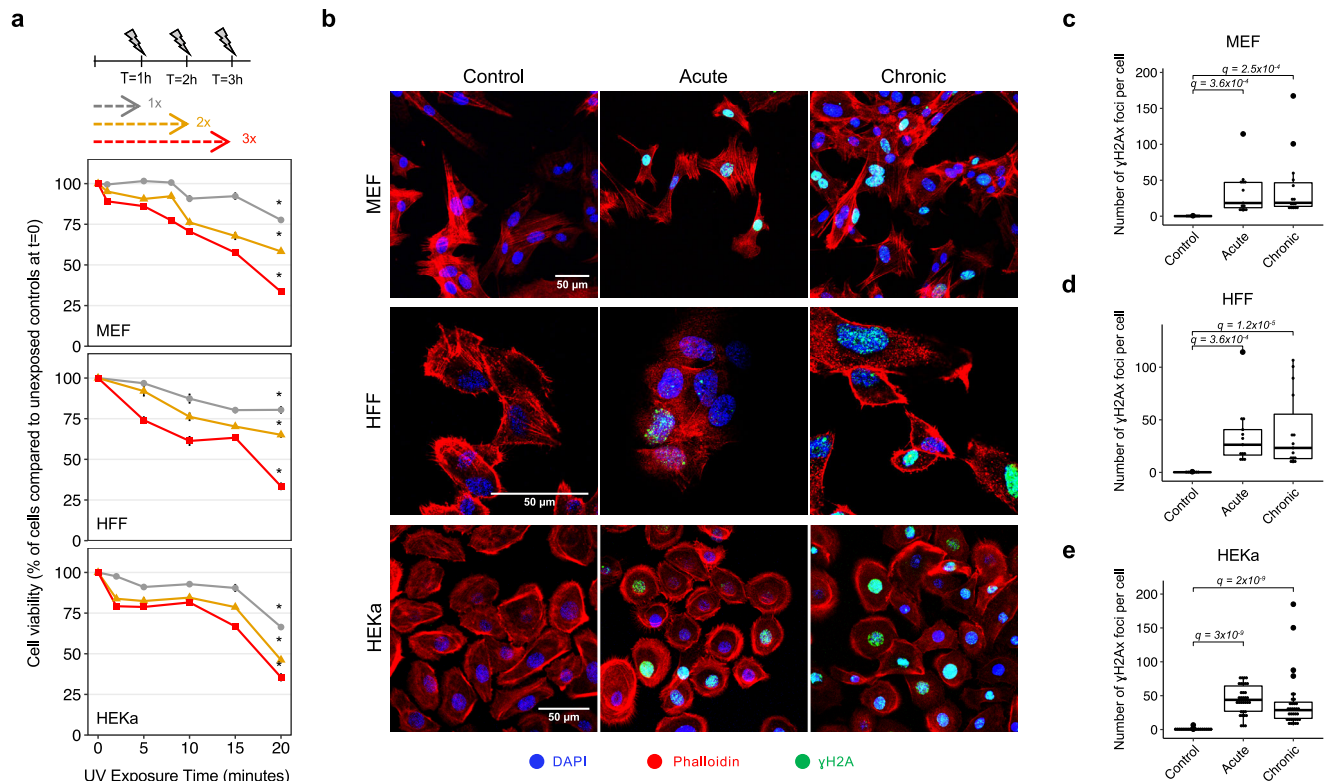 a
T=1h T=2h T=3h
1x
2x
3x
Cell viability (% of cells compared to unexposed controls at t=0)
100
75
50
25
0
MEF
100
75
50
25
0
HFF
100
75
50
25
0
HEKa
0 5 10 15 20
UV Exposure Time (minutes)
* * *
* * *
* * *
b
Control Acute Chronic
MEF
50 µm
HFF
50 µm
HEKa
50 µm
DAPI Phalloidin γH2A
c
MEF
Number of γH2Ax foci per cell
q = 2.5x10⁻⁴
q = 3.6x10⁻⁴
200
150
100
50
0
Control Acute Chronic
d
HFF
Number of γH2Ax foci per cell
q = 1.2x10⁻⁵
q = 3.6x10⁻⁴
100
50
0
Control Acute Chronic
e
HEKa
Number of γH2Ax foci per cell
q = 2x10⁻⁹
q = 3x10⁻⁹
200
150
100
50
0
Control Acute Chronic